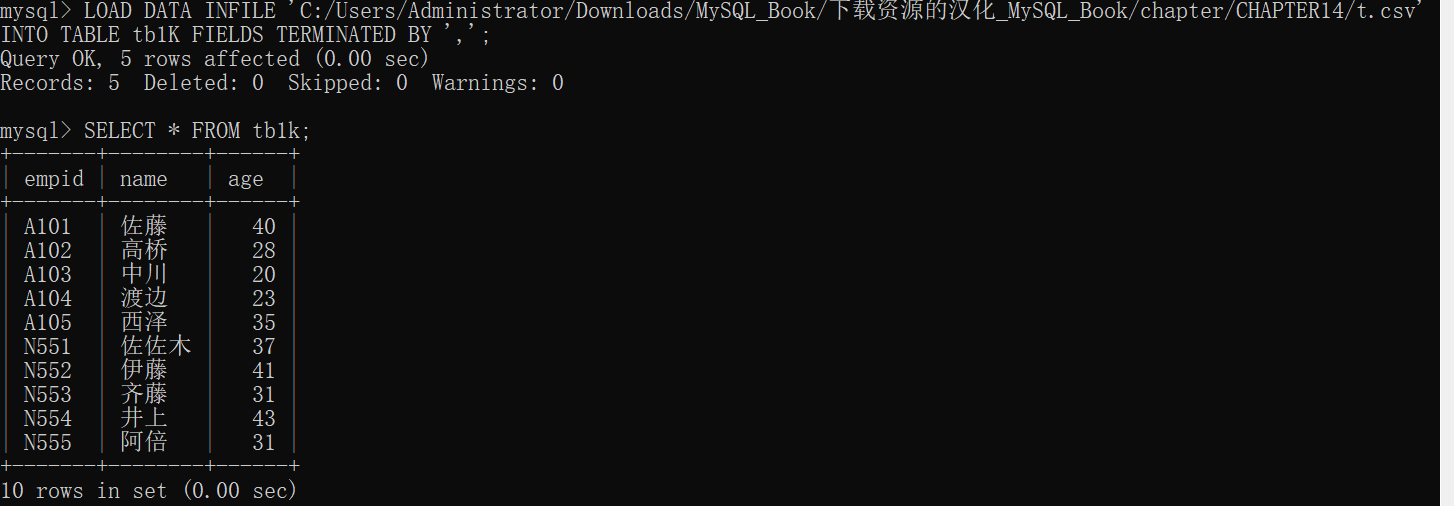 mysql> LOAD DATA INFILE 'C:/Users/Administrator/Downloads/MySQL_Book/下载资源的汉化_MySQL_Book/chapter/CHAPTER14/t.csv'
INTO TABLE tb1K FIELDS TERMINATED BY ',';
Query OK, 5 rows affected (0.00 sec)
Records: 5  Deleted: 0  Skipped: 0  Warnings: 0
mysql> SELECT * FROM tb1k;
+-------+--------+------+
| empid | name   | age  |
+-------+--------+------+
| A101  | 佐藤   |   40 |
| A102  | 高桥   |   28 |
| A103  | 中川   |   20 |
| A104  | 渡边   |   23 |
| A105  | 西泽   |   35 |
| N551  | 佐佐木 |   37 |
| N552  | 伊藤   |   41 |
| N553  | 齐藤   |   31 |
| N554  | 井上   |   43 |
| N555  | 阿倍   |   31 |
+-------+--------+------+
10 rows in set (0.00 sec)